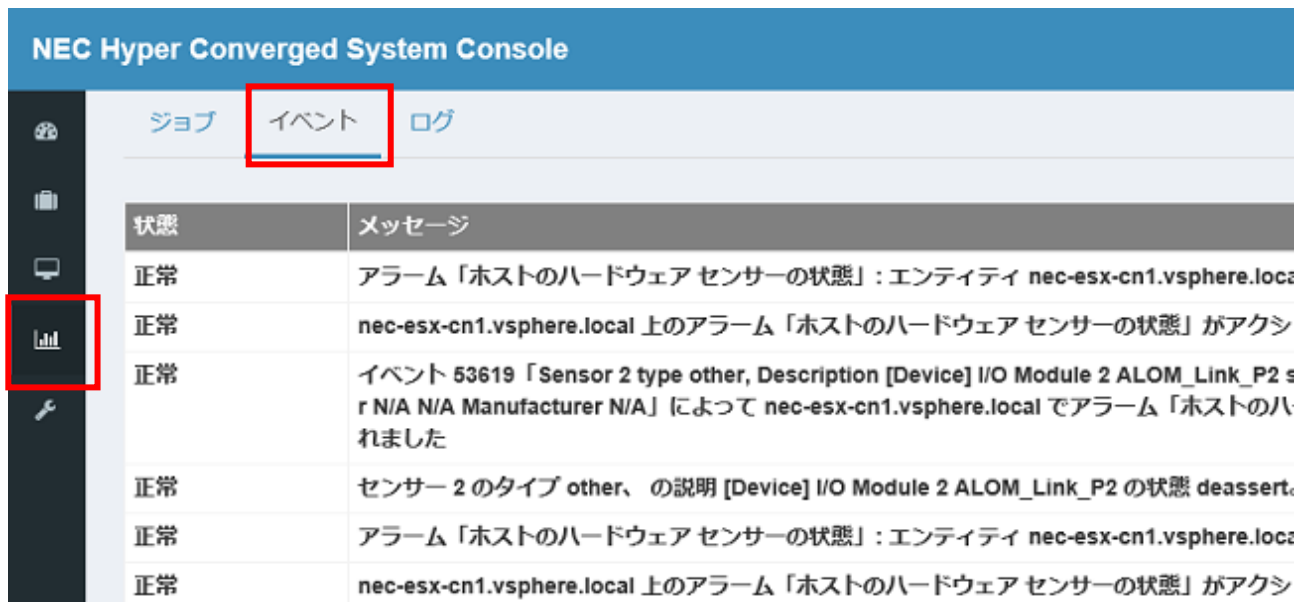 NEC Hyper Converged System Console
ジョブ イベント ログ
状態 メッセージ
正常 アラーム「ホストのハードウェア センサーの状態」: エンティティ nec-esx-cn1.vsphere.loca
正常 nec-esx-cn1.vsphere.local 上のアラーム「ホストのハードウェア センサーの状態」がアクシ
正常 イベント 53619「Sensor 2 type other, Description [Device] I/O Module 2 ALOM_Link_P2 s
r N/A N/A Manufacturer N/A」によって nec-esx-cn1.vsphere.local でアラーム「ホストのハ
れました
正常 センサー 2 のタイプ other、 の説明 [Device] I/O Module 2 ALOM_Link_P2 の状態 deassert。
正常 アラーム「ホストのハードウェア センサーの状態」: エンティティ nec-esx-cn1.vsphere.loca
正常 nec-esx-cn1.vsphere.local 上のアラーム「ホストのハードウェア センサーの状態」がアクシ